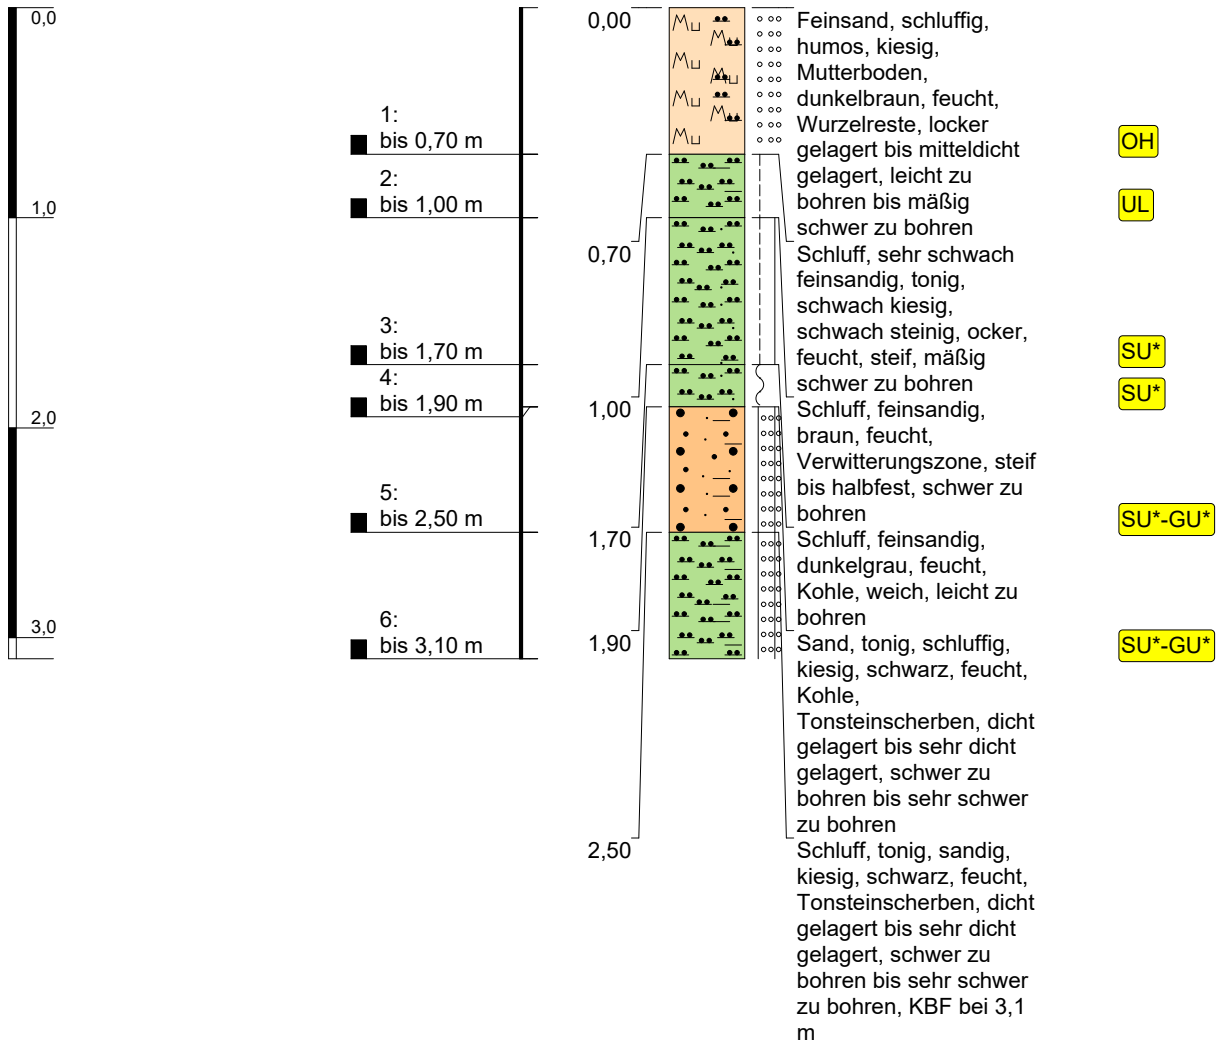 0,0
1,0
2,0
3,0
1:
bis 0,70 m
2:
bis 1,00 m
3:
bis 1,70 m
4:
bis 1,90 m
5:
bis 2,50 m
6:
bis 3,10 m
0,00
Feinsand, schluffig,
humos, kiesig,
Mutterboden,
dunkelbraun, feucht,
Wurzelreste, locker
gelagert bis mitteldicht
gelagert, leicht zu
bohren bis mäßig
schwer zu bohren
0,70
Schluff, sehr schwach
feinsandig, tonig,
schwach kiesig,
schwach steinig, ocker,
feucht, steif, mäßig
schwer zu bohren
1,00
Schluff, feinsandig,
braun, feucht,
Verwitterungszone, steif
bis halbfest, schwer zu
bohren
1,70
Schluff, feinsandig,
dunkelgrau, feucht,
Kohle, weich, leicht zu
bohren
1,90
Sand, tonig, schluffig,
kiesig, schwarz, feucht,
Kohle,
Tonsteinscherben, dicht
gelagert bis sehr dicht
gelagert, schwer zu
bohren bis sehr schwer
zu bohren
2,50
Schluff, tonig, sandig,
kiesig, schwarz, feucht,
Tonsteinscherben, dicht
gelagert bis sehr dicht
gelagert, schwer zu
bohren bis sehr schwer
zu bohren, KBF bei 3,1
m
OH
UL
SU*
SU*
SU*-GU*
SU*-GU*